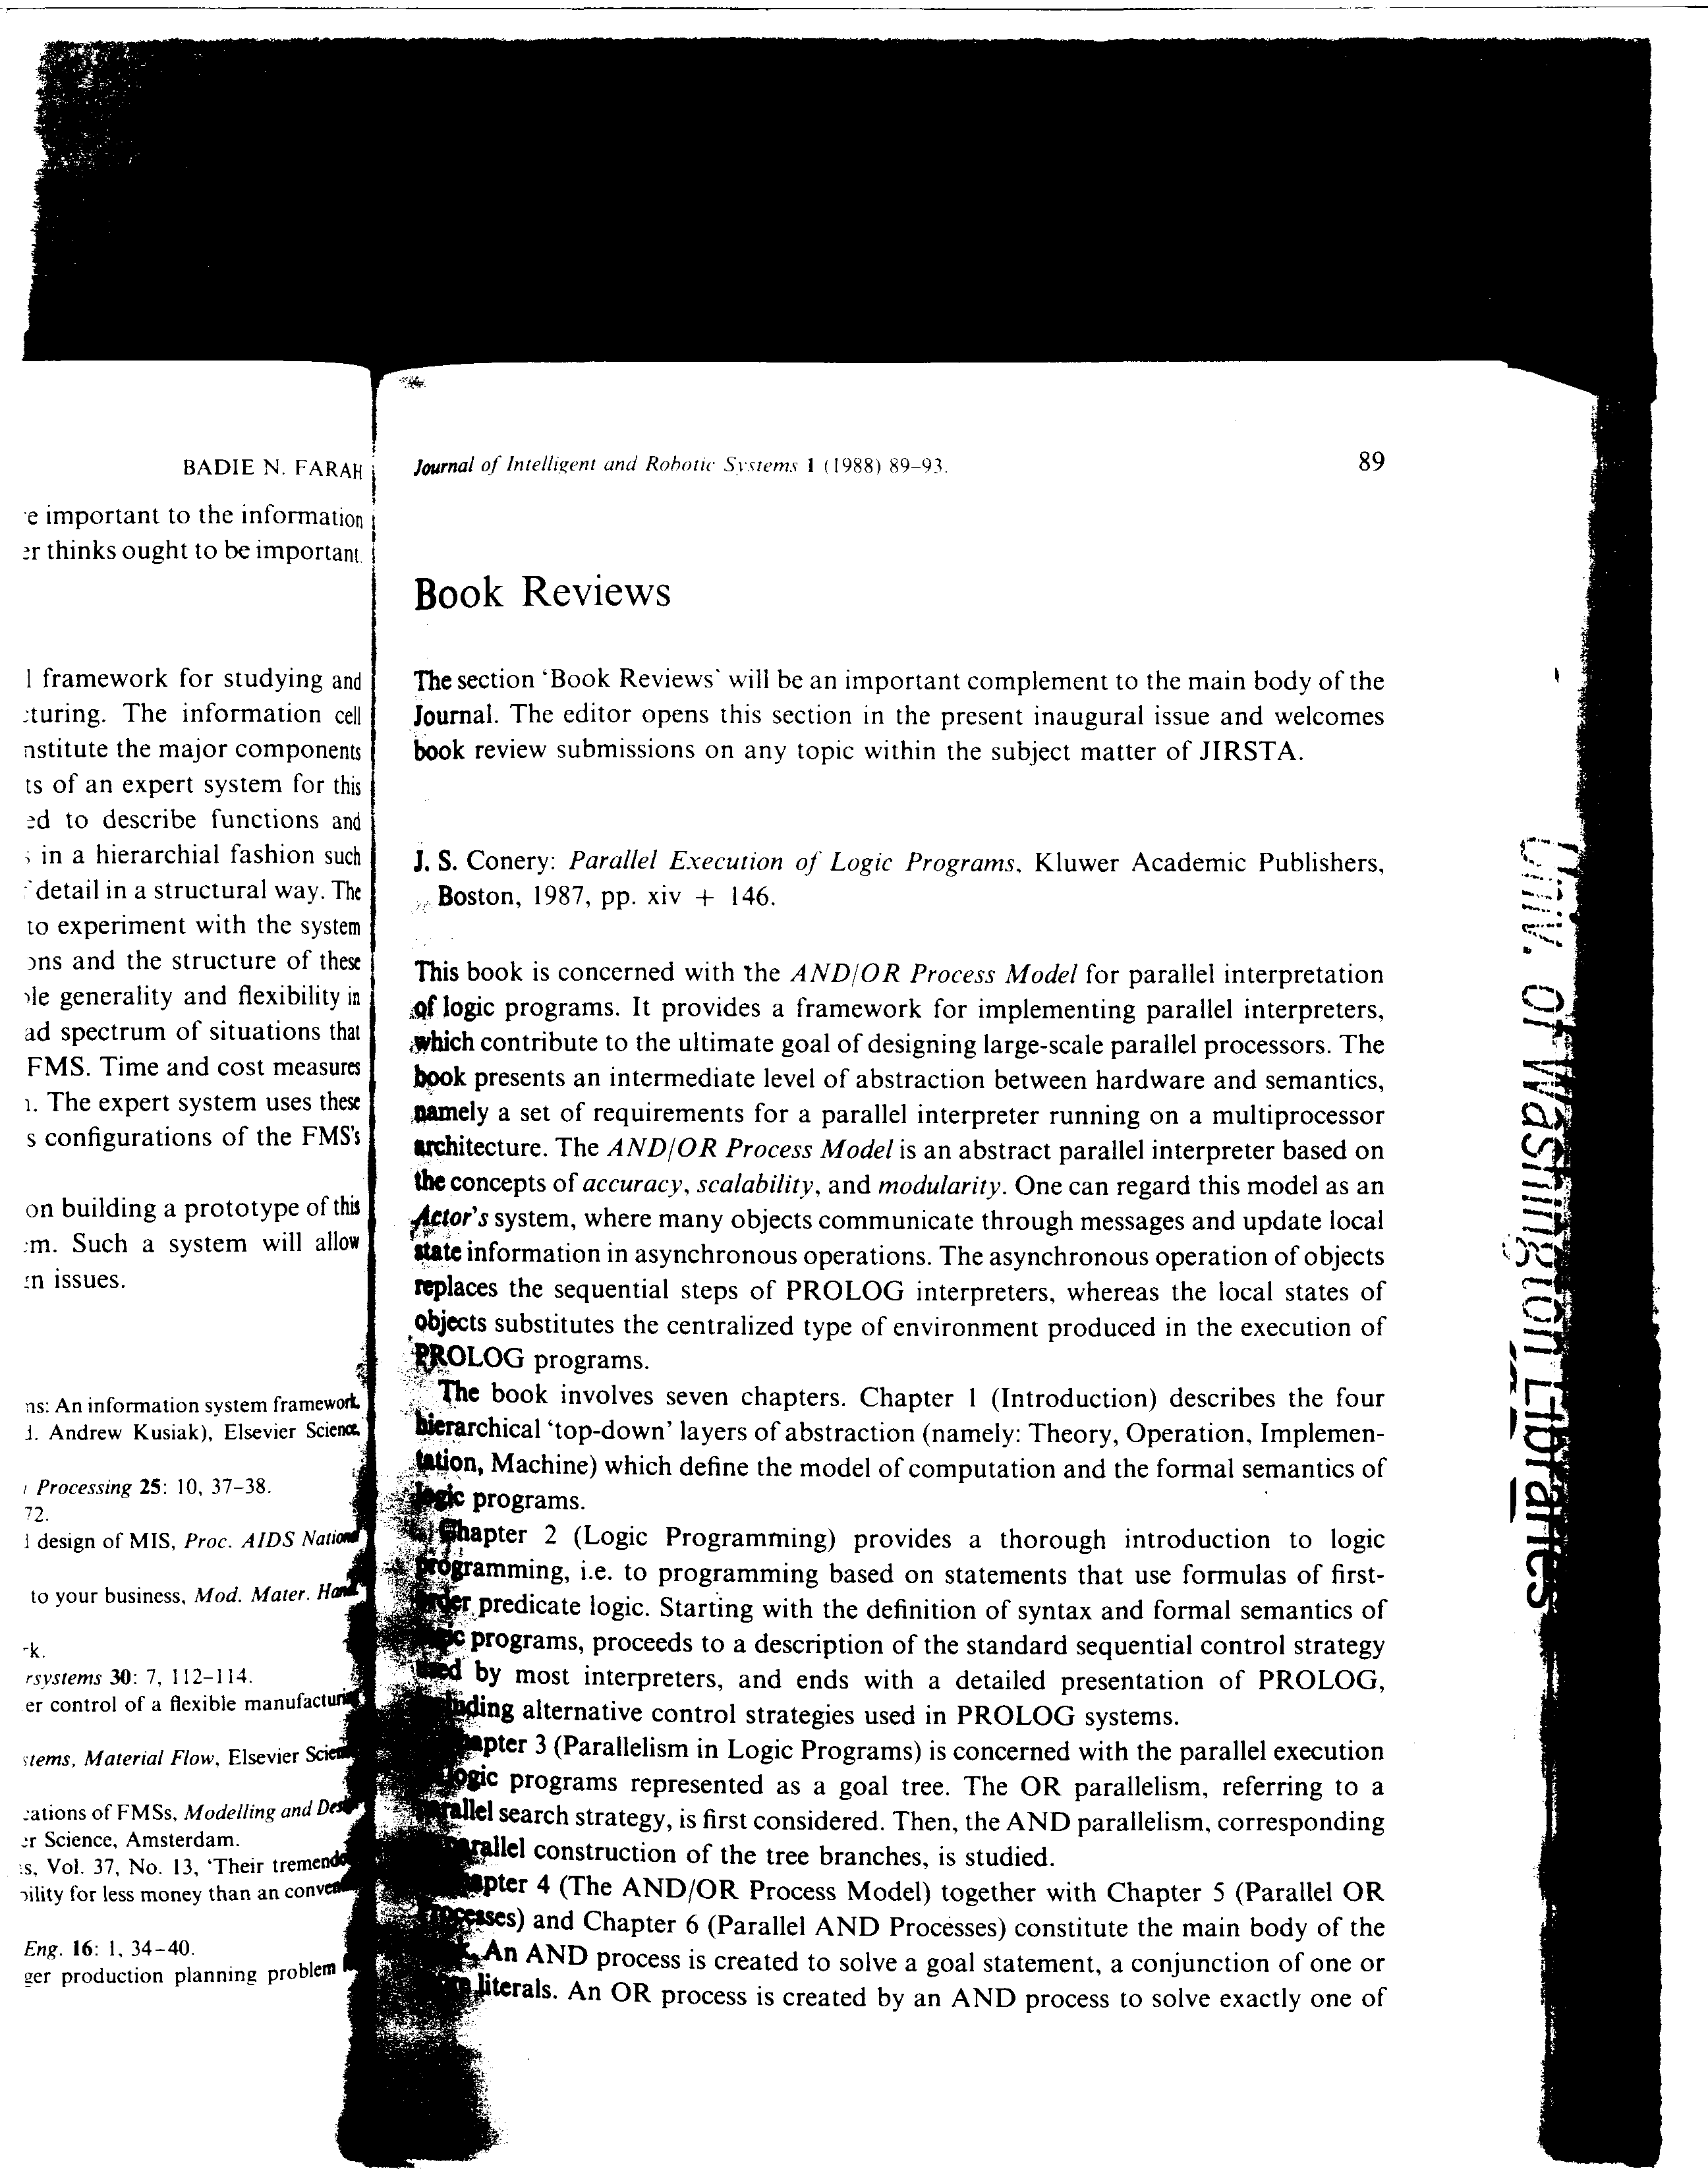 BADIE N. FARAH
e important to the information
er thinks ought to be important.
l framework for studying and
cturing. The information cell
nstitute the major components
ts of an expert system for this
ed to describe functions and
s in a hierarchial fashion such
detail in a structural way. The
to experiment with the system
ons and the structure of these
le generality and flexibility in
ad spectrum of situations that
FMS. Time and cost measures
1. The expert system uses these
s configurations of the FMS's
on building a prototype of this
em. Such a system will allow
en issues.
ns: An information system framework.
d. Andrew Kusiak), Elsevier Science,
Processing 25: 10, 37–38.
72.
l design of MIS, Proc. AIDS National
to your business, Mod. Mater. Hand.
k.
rsystems 30: 7, 112–114.
er control of a flexible manufacturing
stems, Material Flow, Elsevier Scien
cations of FMSs, Modelling and Design
er Science, Amsterdam.
s, Vol. 37, No. 13, ‘Their tremendo
bility for less money than an conven
Eng. 16: 1, 34–40.
ger production planning problem
Journal of Intelligent and Robotic Systems 1 (1988) 89–93.
89
Book Reviews
The section ‘Book Reviews’ will be an important complement to the main body of the
Journal. The editor opens this section in the present inaugural issue and welcomes
book review submissions on any topic within the subject matter of JIRSTA.
J. S. Conery: Parallel Execution of Logic Programs, Kluwer Academic Publishers,
Boston, 1987, pp. xiv + 146.
This book is concerned with the AND/OR Process Model for parallel interpretation
of logic programs. It provides a framework for implementing parallel interpreters,
which contribute to the ultimate goal of designing large-scale parallel processors. The
book presents an intermediate level of abstraction between hardware and semantics,
namely a set of requirements for a parallel interpreter running on a multiprocessor
architecture. The AND/OR Process Model is an abstract parallel interpreter based on
the concepts of accuracy, scalability, and modularity. One can regard this model as an
Actor's system, where many objects communicate through messages and update local
state information in asynchronous operations. The asynchronous operation of objects
replaces the sequential steps of PROLOG interpreters, whereas the local states of
objects substitutes the centralized type of environment produced in the execution of
PROLOG programs.
The book involves seven chapters. Chapter 1 (Introduction) describes the four
hierarchical ‘top-down’ layers of abstraction (namely: Theory, Operation, Implemen-
tation, Machine) which define the model of computation and the formal semantics of
logic programs.
Chapter 2 (Logic Programming) provides a thorough introduction to logic
programming, i.e. to programming based on statements that use formulas of first-
order predicate logic. Starting with the definition of syntax and formal semantics of
logic programs, proceeds to a description of the standard sequential control strategy
used by most interpreters, and ends with a detailed presentation of PROLOG,
including alternative control strategies used in PROLOG systems.
Chapter 3 (Parallelism in Logic Programs) is concerned with the parallel execution
logic programs represented as a goal tree. The OR parallelism, referring to a
parallel search strategy, is first considered. Then, the AND parallelism, corresponding
parallel construction of the tree branches, is studied.
Chapter 4 (The AND/OR Process Model) together with Chapter 5 (Parallel OR
Processes) and Chapter 6 (Parallel AND Processes) constitute the main body of the
An AND process is created to solve a goal statement, a conjunction of one or
literals. An OR process is created by an AND process to solve exactly one of
Univ. of Washington Libraries